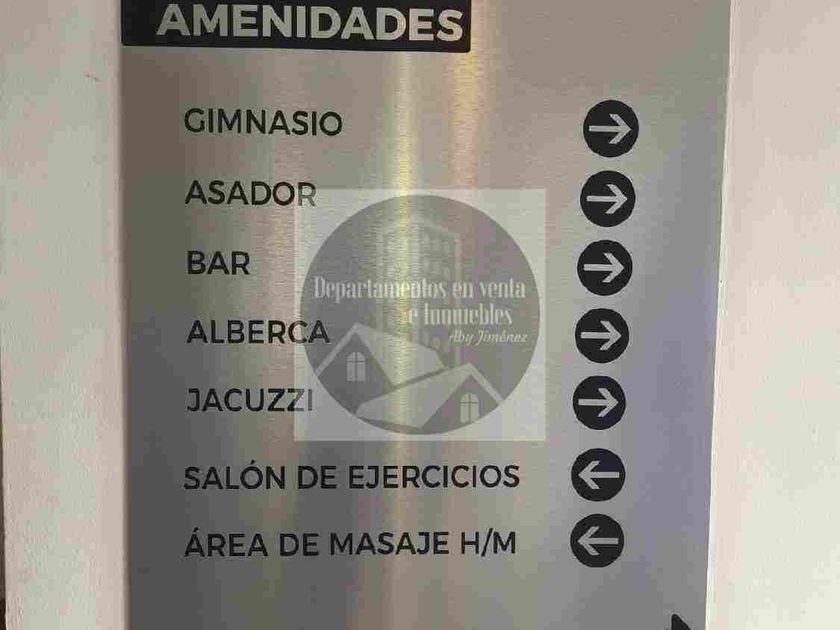 AMENIDADES
GIMNASIO
ASADOR
BAR
Departamentos en venta
e Inmuebles
Aby Jiménez
ALBERCA
JACUZZI
SALÓN DE EJERCICIOS
ÁREA DE MASAJE H/M